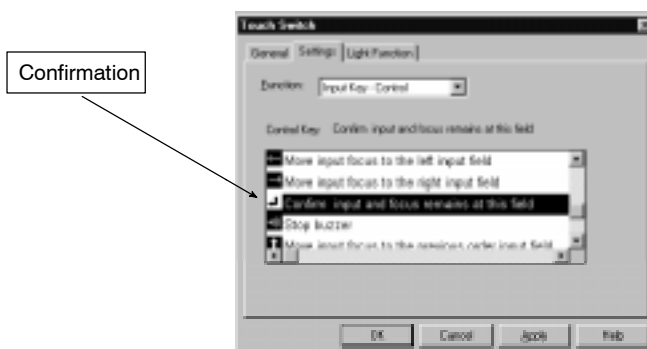 Touch Switch
General Settings Light Function
Confirmation
Function: Input Key - Control
Control Key: Confirm input and focus remains at this field
Move input focus to the left input field
Move input focus to the right input field
Confirm input and focus remains at this field
Stop buzzer
Move input focus to the previous order input field
OK Cancel Apply Help